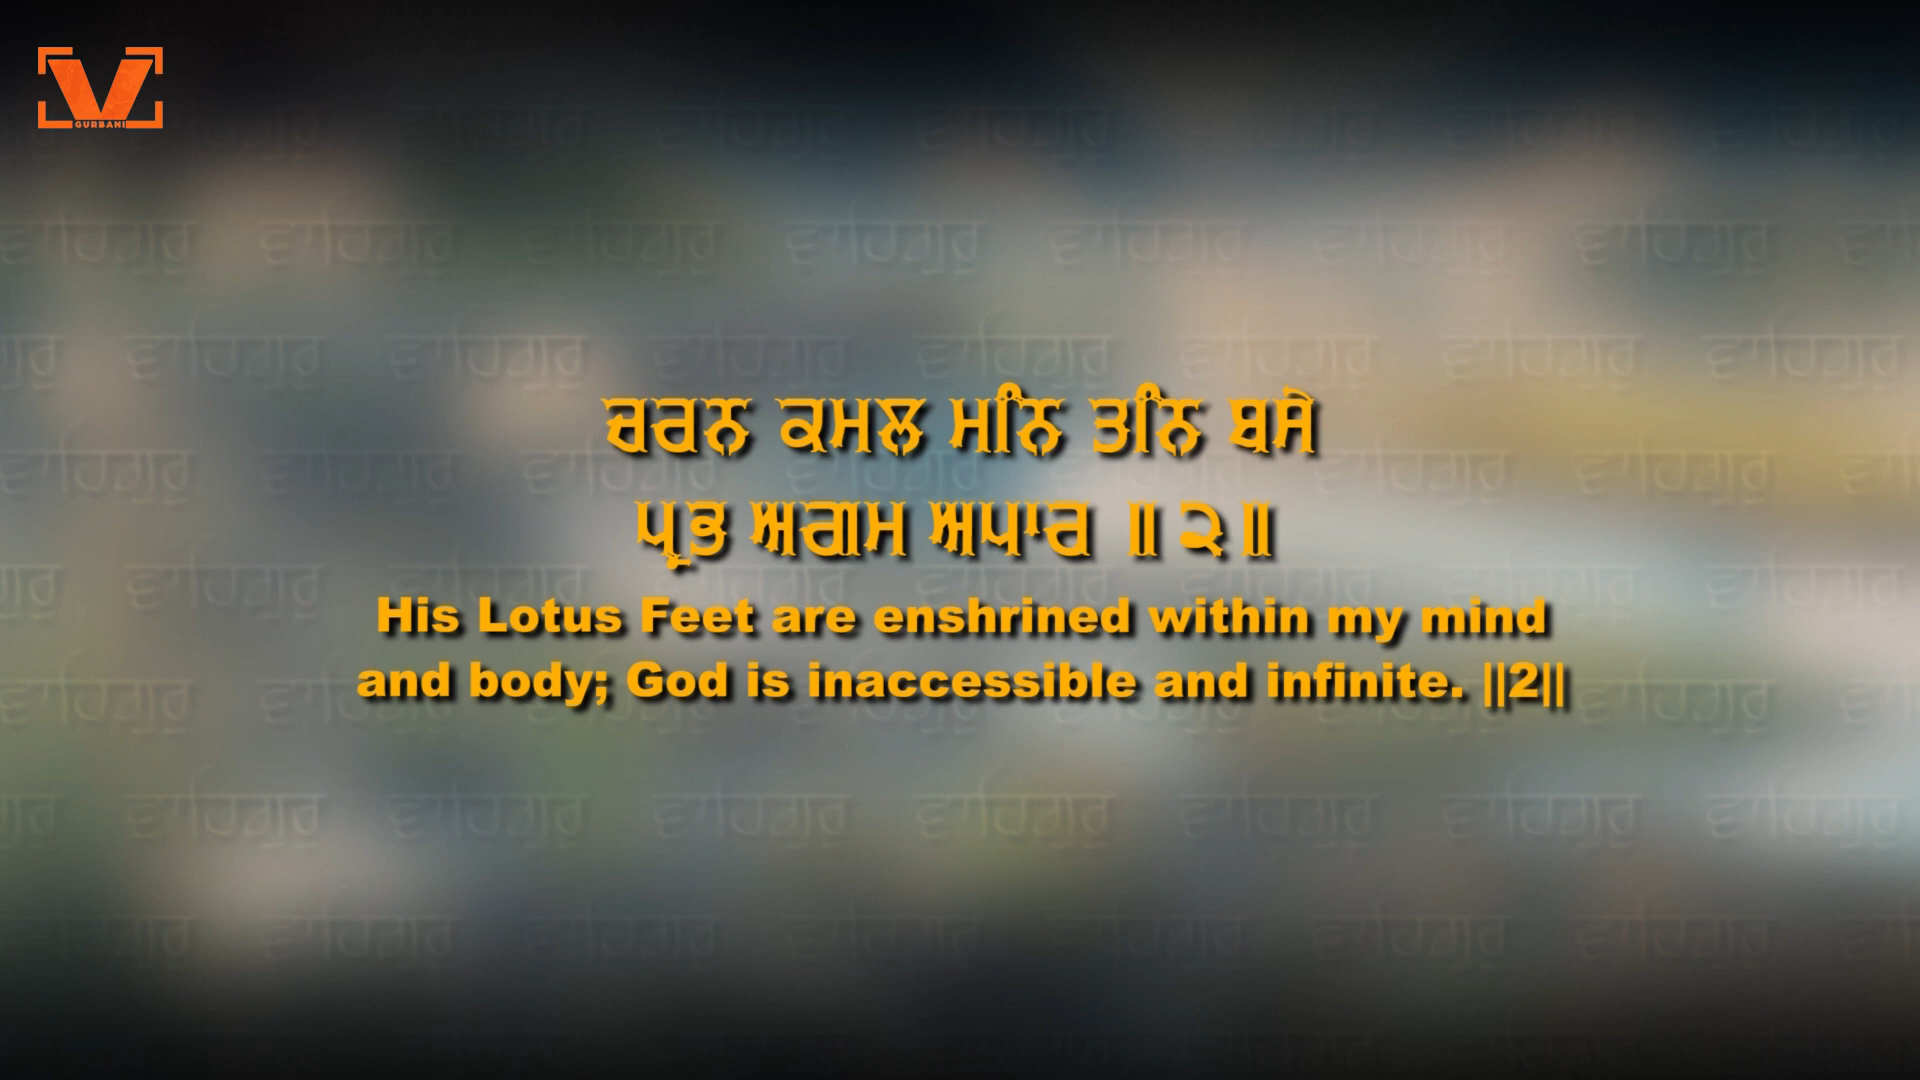 GURBANI
ਚਰਨ ਕਮਲ ਮਨਿ ਤਨਿ ਬਸੇ
ਪ੍ਰਭ ਅਗਮ ਅਪਾਰ ॥੨॥
His Lotus Feet are enshrined within my mind
and body; God is inaccessible and infinite. ||2||
ਵਾਹਿਗੁਰੂ